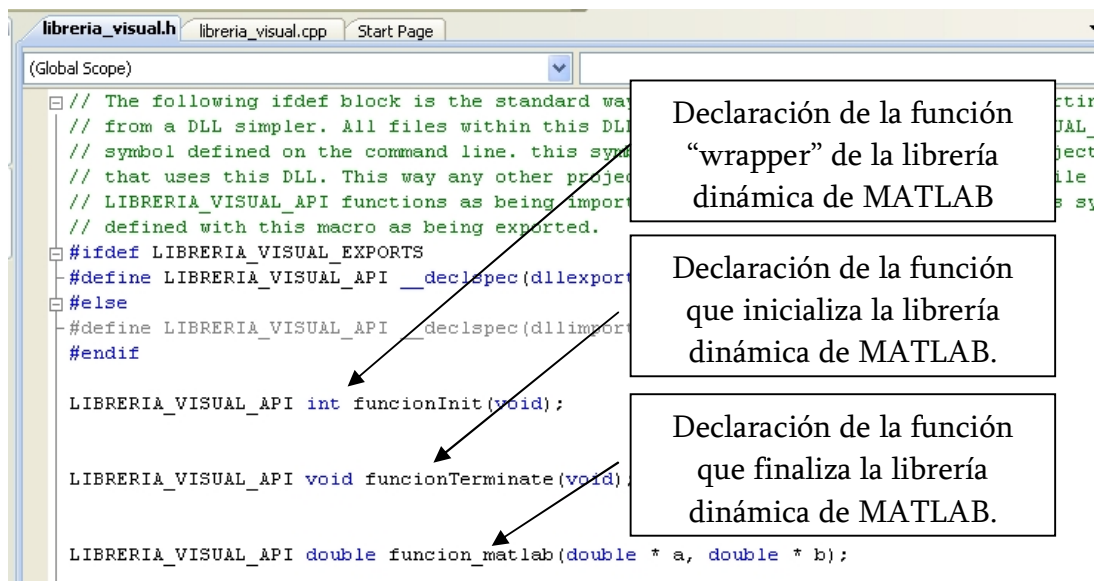 libreria_visual.h libreria_visual.cpp Start Page
(Global Scope)
// The following ifdef block is the standard way
// from a DLL simpler. All files within this DLL
// symbol defined on the command line. this
// that uses this DLL. This way any other
// LIBRERIA_VISUAL_API functions as being
// defined with this macro as being exported.
#ifdef LIBRERIA_VISUAL_EXPORTS
#define LIBRERIA_VISUAL_API __declspec(dllexport
#else
#define LIBRERIA_VISUAL_API __declspec(dllimport
#endif
LIBRERIA_VISUAL_API int funcionInit(void);
LIBRERIA_VISUAL_API void funcionTerminate(void);
LIBRERIA_VISUAL_API double funcion_matlab(double * a, double * b);
Declaración de la función
“wrapper” de la librería
dinámica de MATLAB
Declaración de la función
que inicializa la librería
dinámica de MATLAB.
Declaración de la función
que finaliza la librería
dinámica de MATLAB.